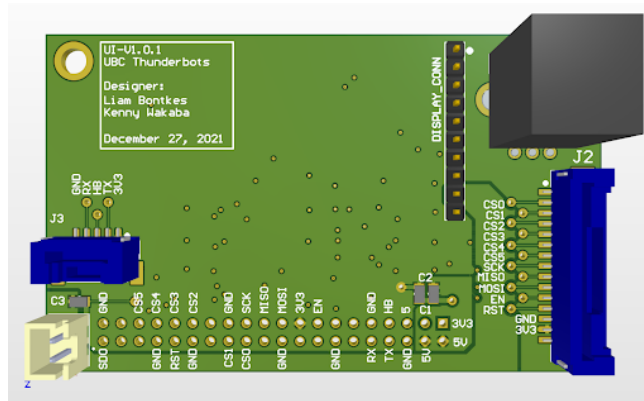 UI-V1.0.1
UBC Thunderbots
Designer:
Liam Bontkes
Kenny Wakaba
December 27, 2021
DISPLAY_CONN
J2
GND
RX
HB
TX
3V3
J3
CS0
CS1
CS2
CS3
CS4
CS5
SCK
MISO
MOSI
EN
RST
GND
3V3
C3
C2
C1
GND
CS5
CS4
CS3
CS2
GND
SCK
MISO
MOSI
3V3
EN
GND
HB
5
3V3
SDO
GND
RST
GND
CS1
CS0
GND
GND
RX
TX
GND
5V
5V
Z